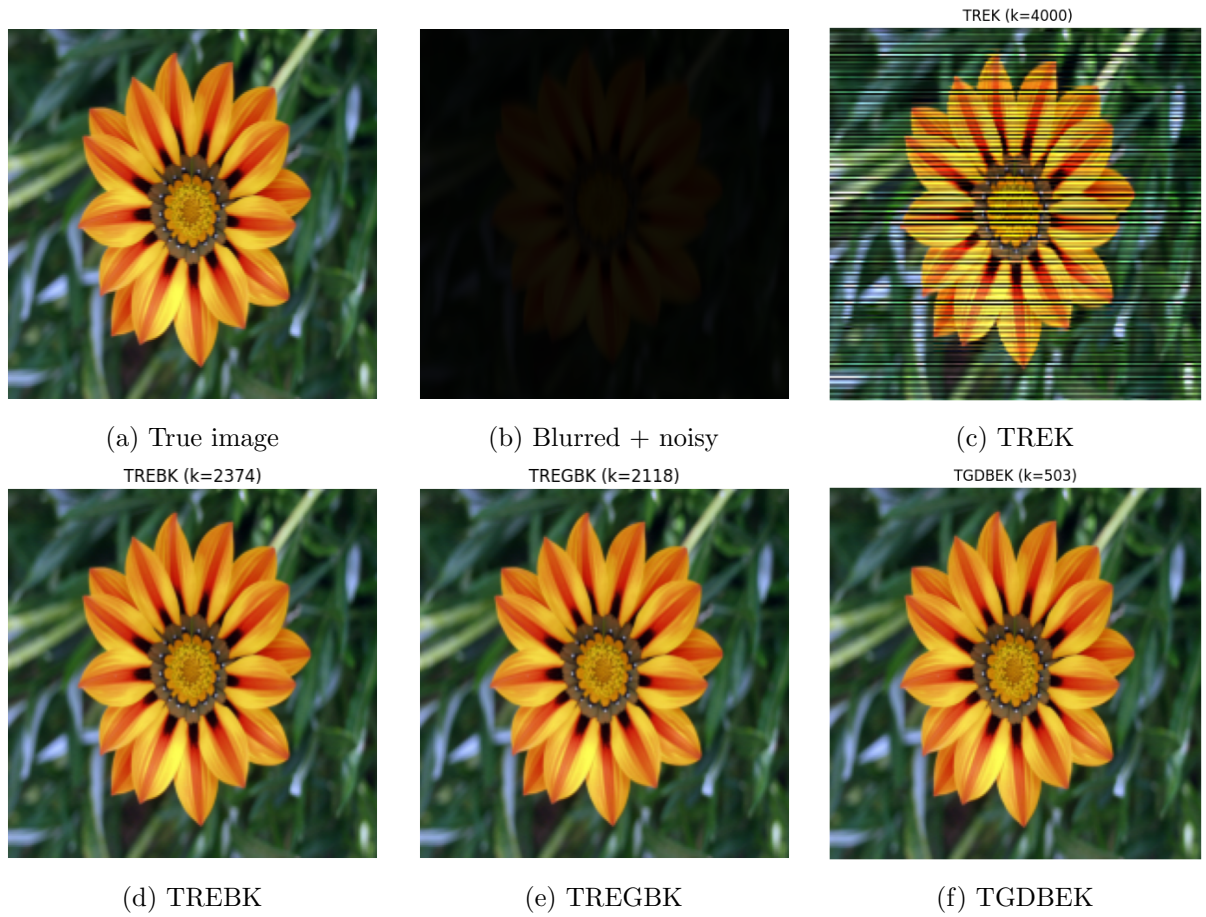 TREK (k=4000)
(a) True image
(b) Blurred + noisy
(c) TREK
TREBK (k=2374)
TREGBK (k=2118)
TGDBEK (k=503)
(d) TREBK
(e) TREGBK
(f) TGDBEK